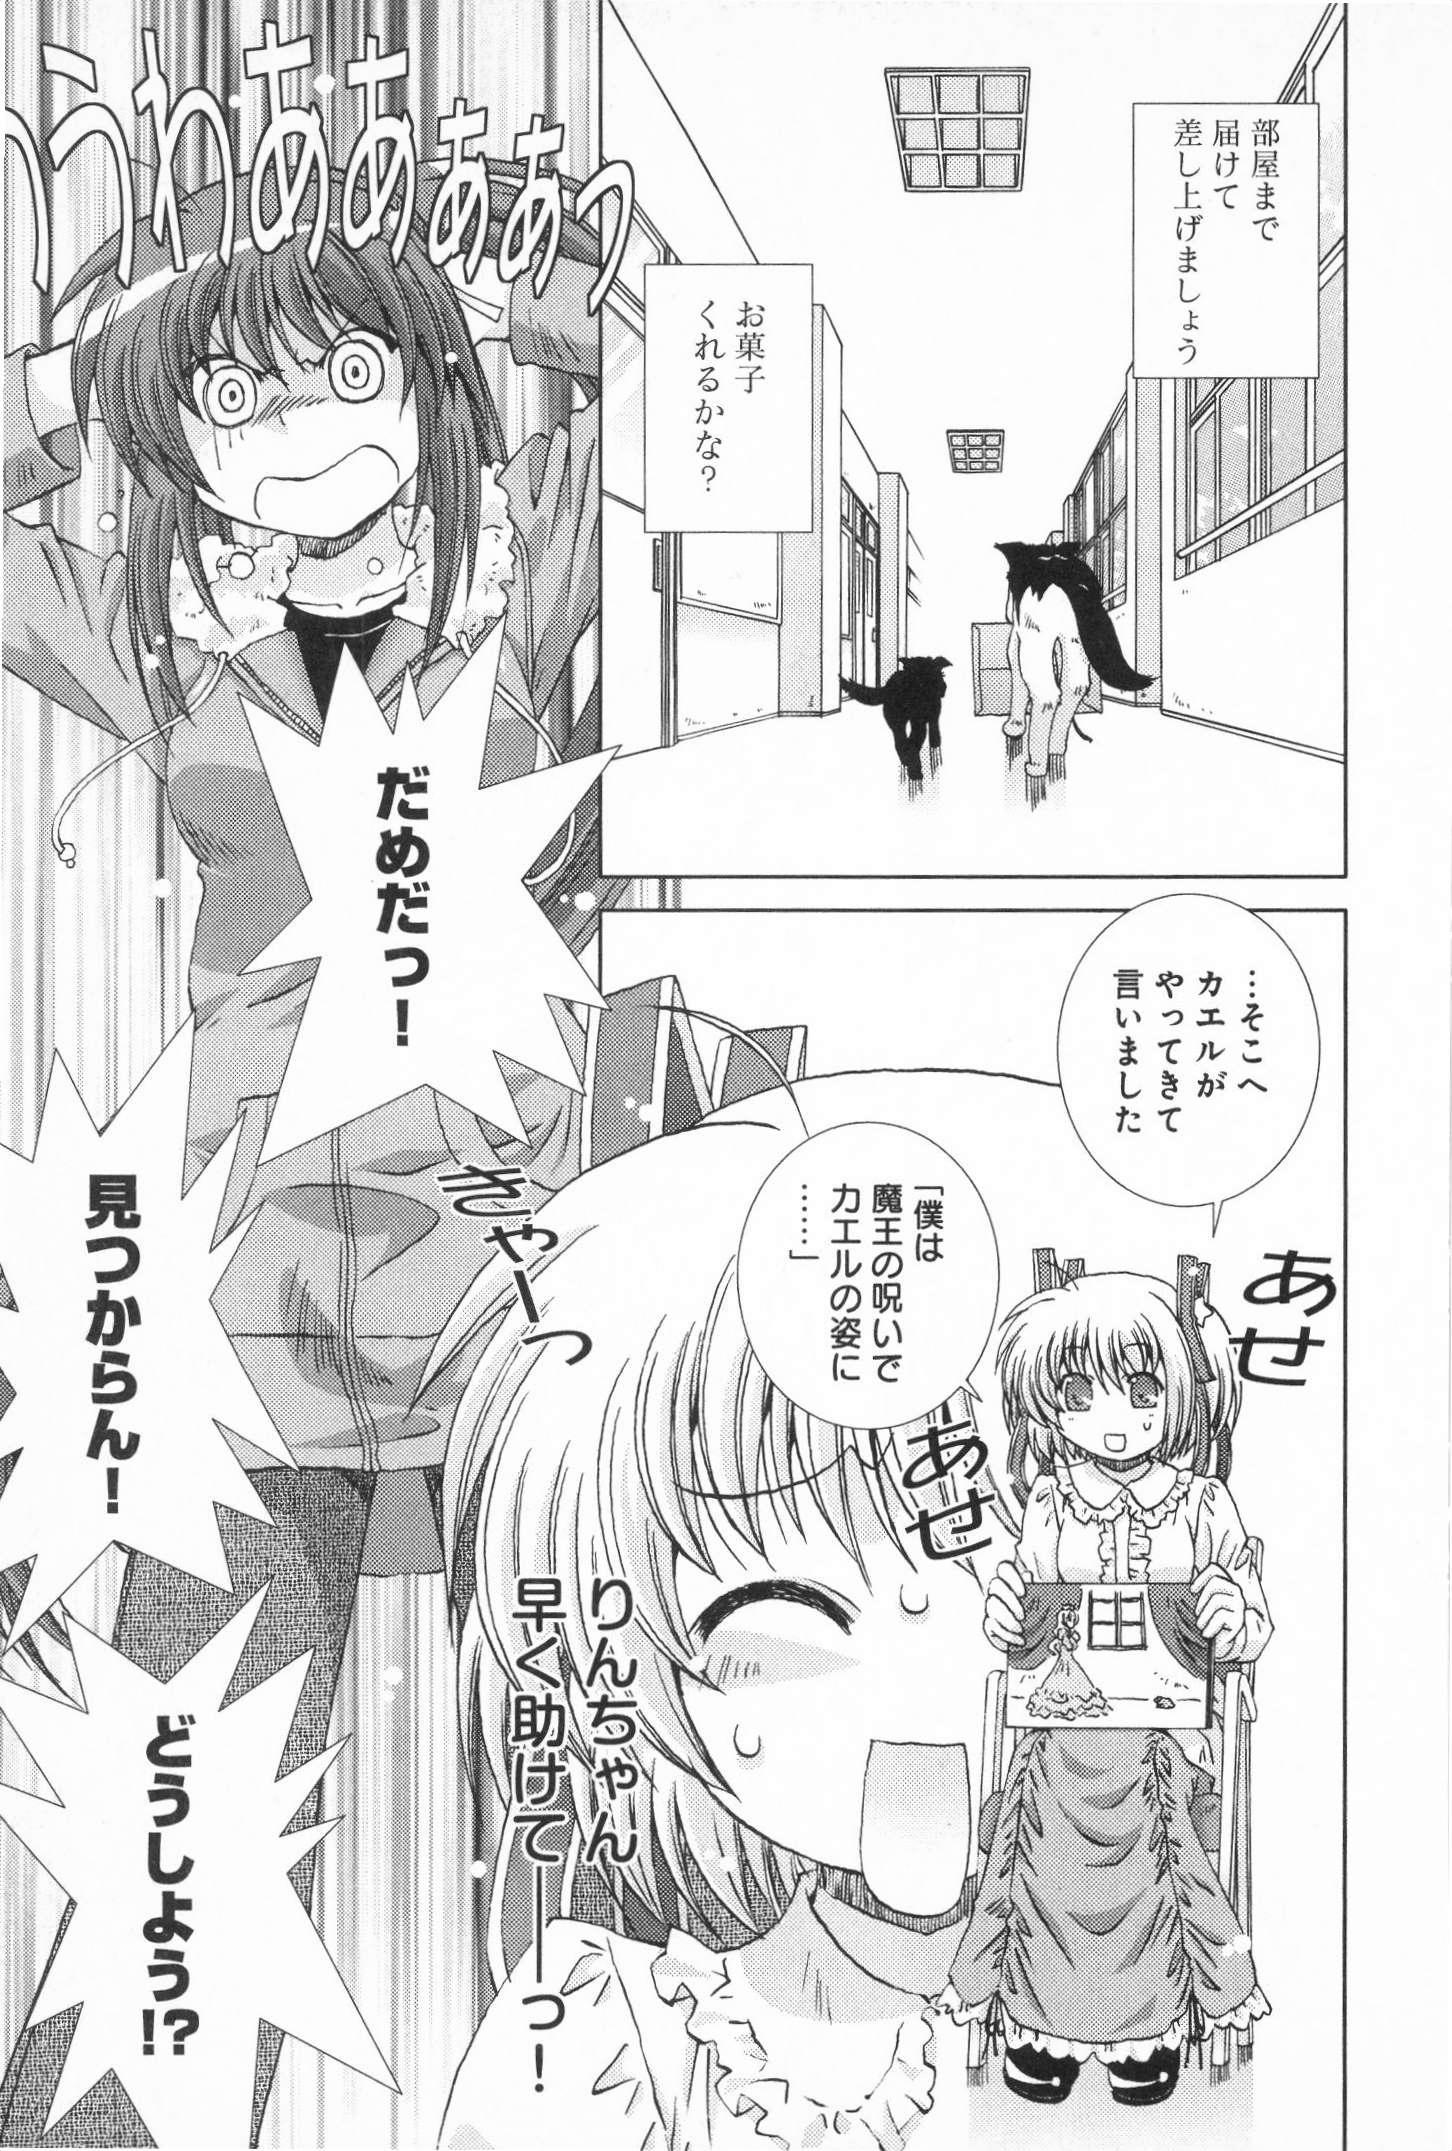 部屋まで
届けて
差し上げましょう
お菓子
くれるかな?
…そこへ
カエルが
やってきて
言いました
「僕は
魔王の呪いで
カエルの姿に
……」
あせ
あせ
きゃーっ
りんちゃん
早く助けて――っ!
うわああぁぁっ
だめだっ!
見つからん!
どうしよう!?